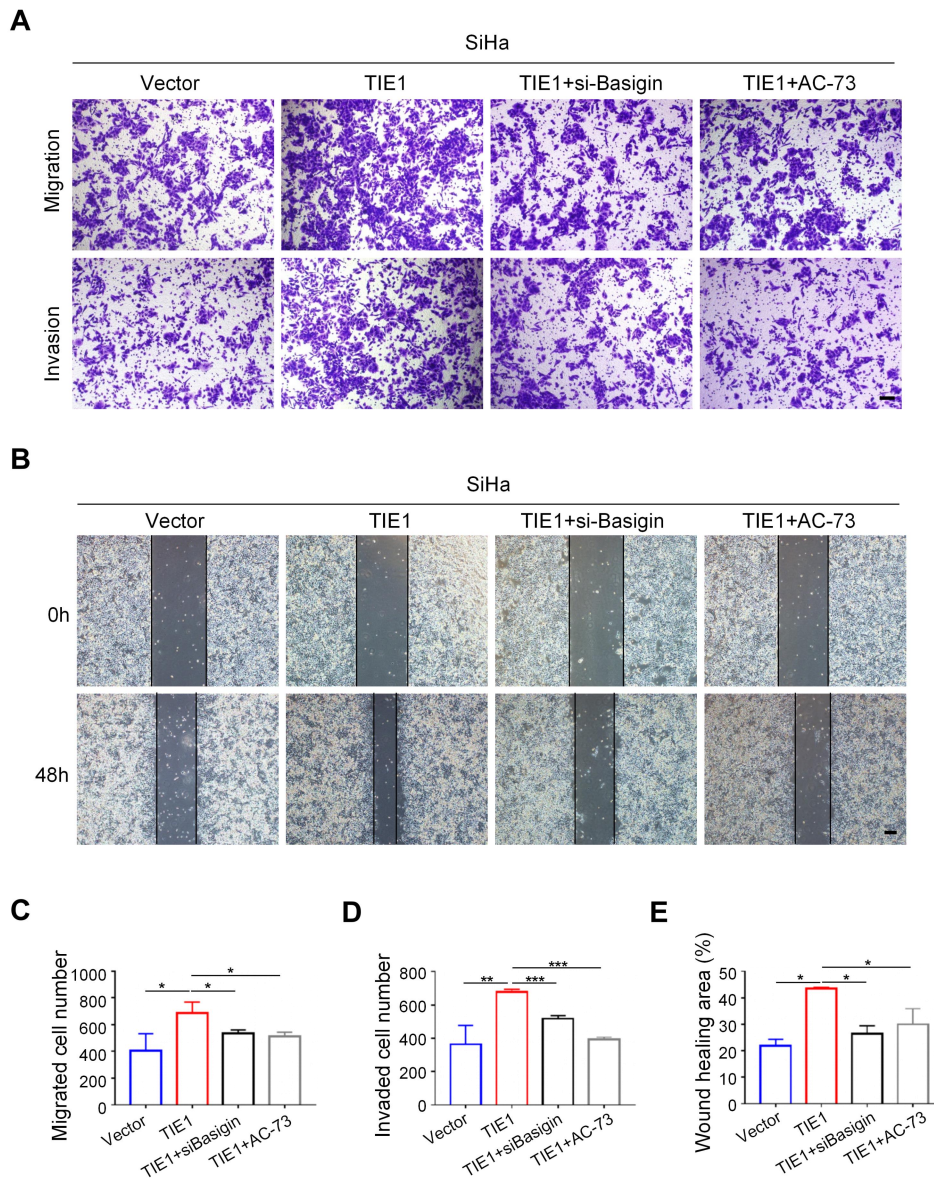 A
SiHa
Vector TIE1 TIE1+si-Basigin TIE1+AC-73
Migration
Invasion
B
SiHa
Vector TIE1 TIE1+si-Basigin TIE1+AC-73
0h
48h
C
Migrated cell number
1000
800
600
400
200
0
* * *
Vector TIE1 TIE1+siBasigin TIE1+AC-73
D
Invaded cell number
800
600
400
200
0
** *** ***
Vector TIE1 TIE1+siBasigin TIE1+AC-73
E
Wound healing area (%)
50
40
30
20
10
0
* * *
Vector TIE1 TIE1+siBasigin TIE1+AC-73